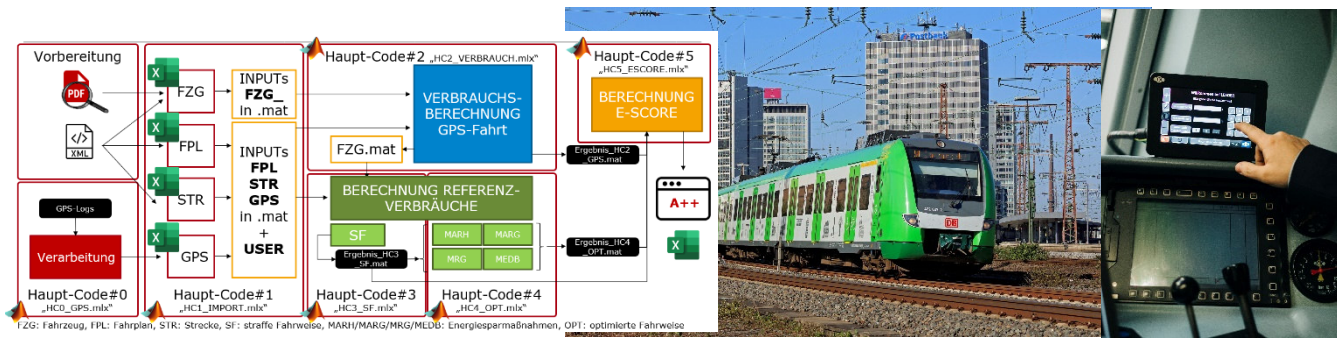 Vorbereitung
PDF
XML
GPS-Logs
Verarbeitung
Haupt-Code#0
„HC0_GPS.mlx“
FZG
FPL
STR
GPS
INPUTs
FZG_
in .mat
INPUTs
FPL
STR
GPS
in .mat
+
USER
Haupt-Code#1
„HC1_IMPORT.mlx“
Haupt-Code#2 „HC2_VERBRAUCH.mlx“
VERBRAUCHS-
BERECHNUNG
GPS-Fahrt
FZG.mat
BERECHNUNG REFERENZ-
VERBRÄUCHE
SF
Ergebnis_HC3
_SF.mat
Haupt-Code#3
„HC3_SF.mlx“
MARH
MARG
MRG
MEDB
Haupt-Code#4
„HC4_OPT.mlx“
Ergebnis_HC2
_GPS.mat
Ergebnis_HC4
_OPT.mat
Haupt-Code#5
„HC5_ESCORE.mlx“
BERECHNUNG
E-SCORE
A++
FZG: Fahrzeug, FPL: Fahrplan, STR: Strecke, SF: straffe Fahrweise, MARH/MARG/MRG/MEDB: Energiesparmaßnahmen, OPT: optimierte Fahrweise
Postbank
DB